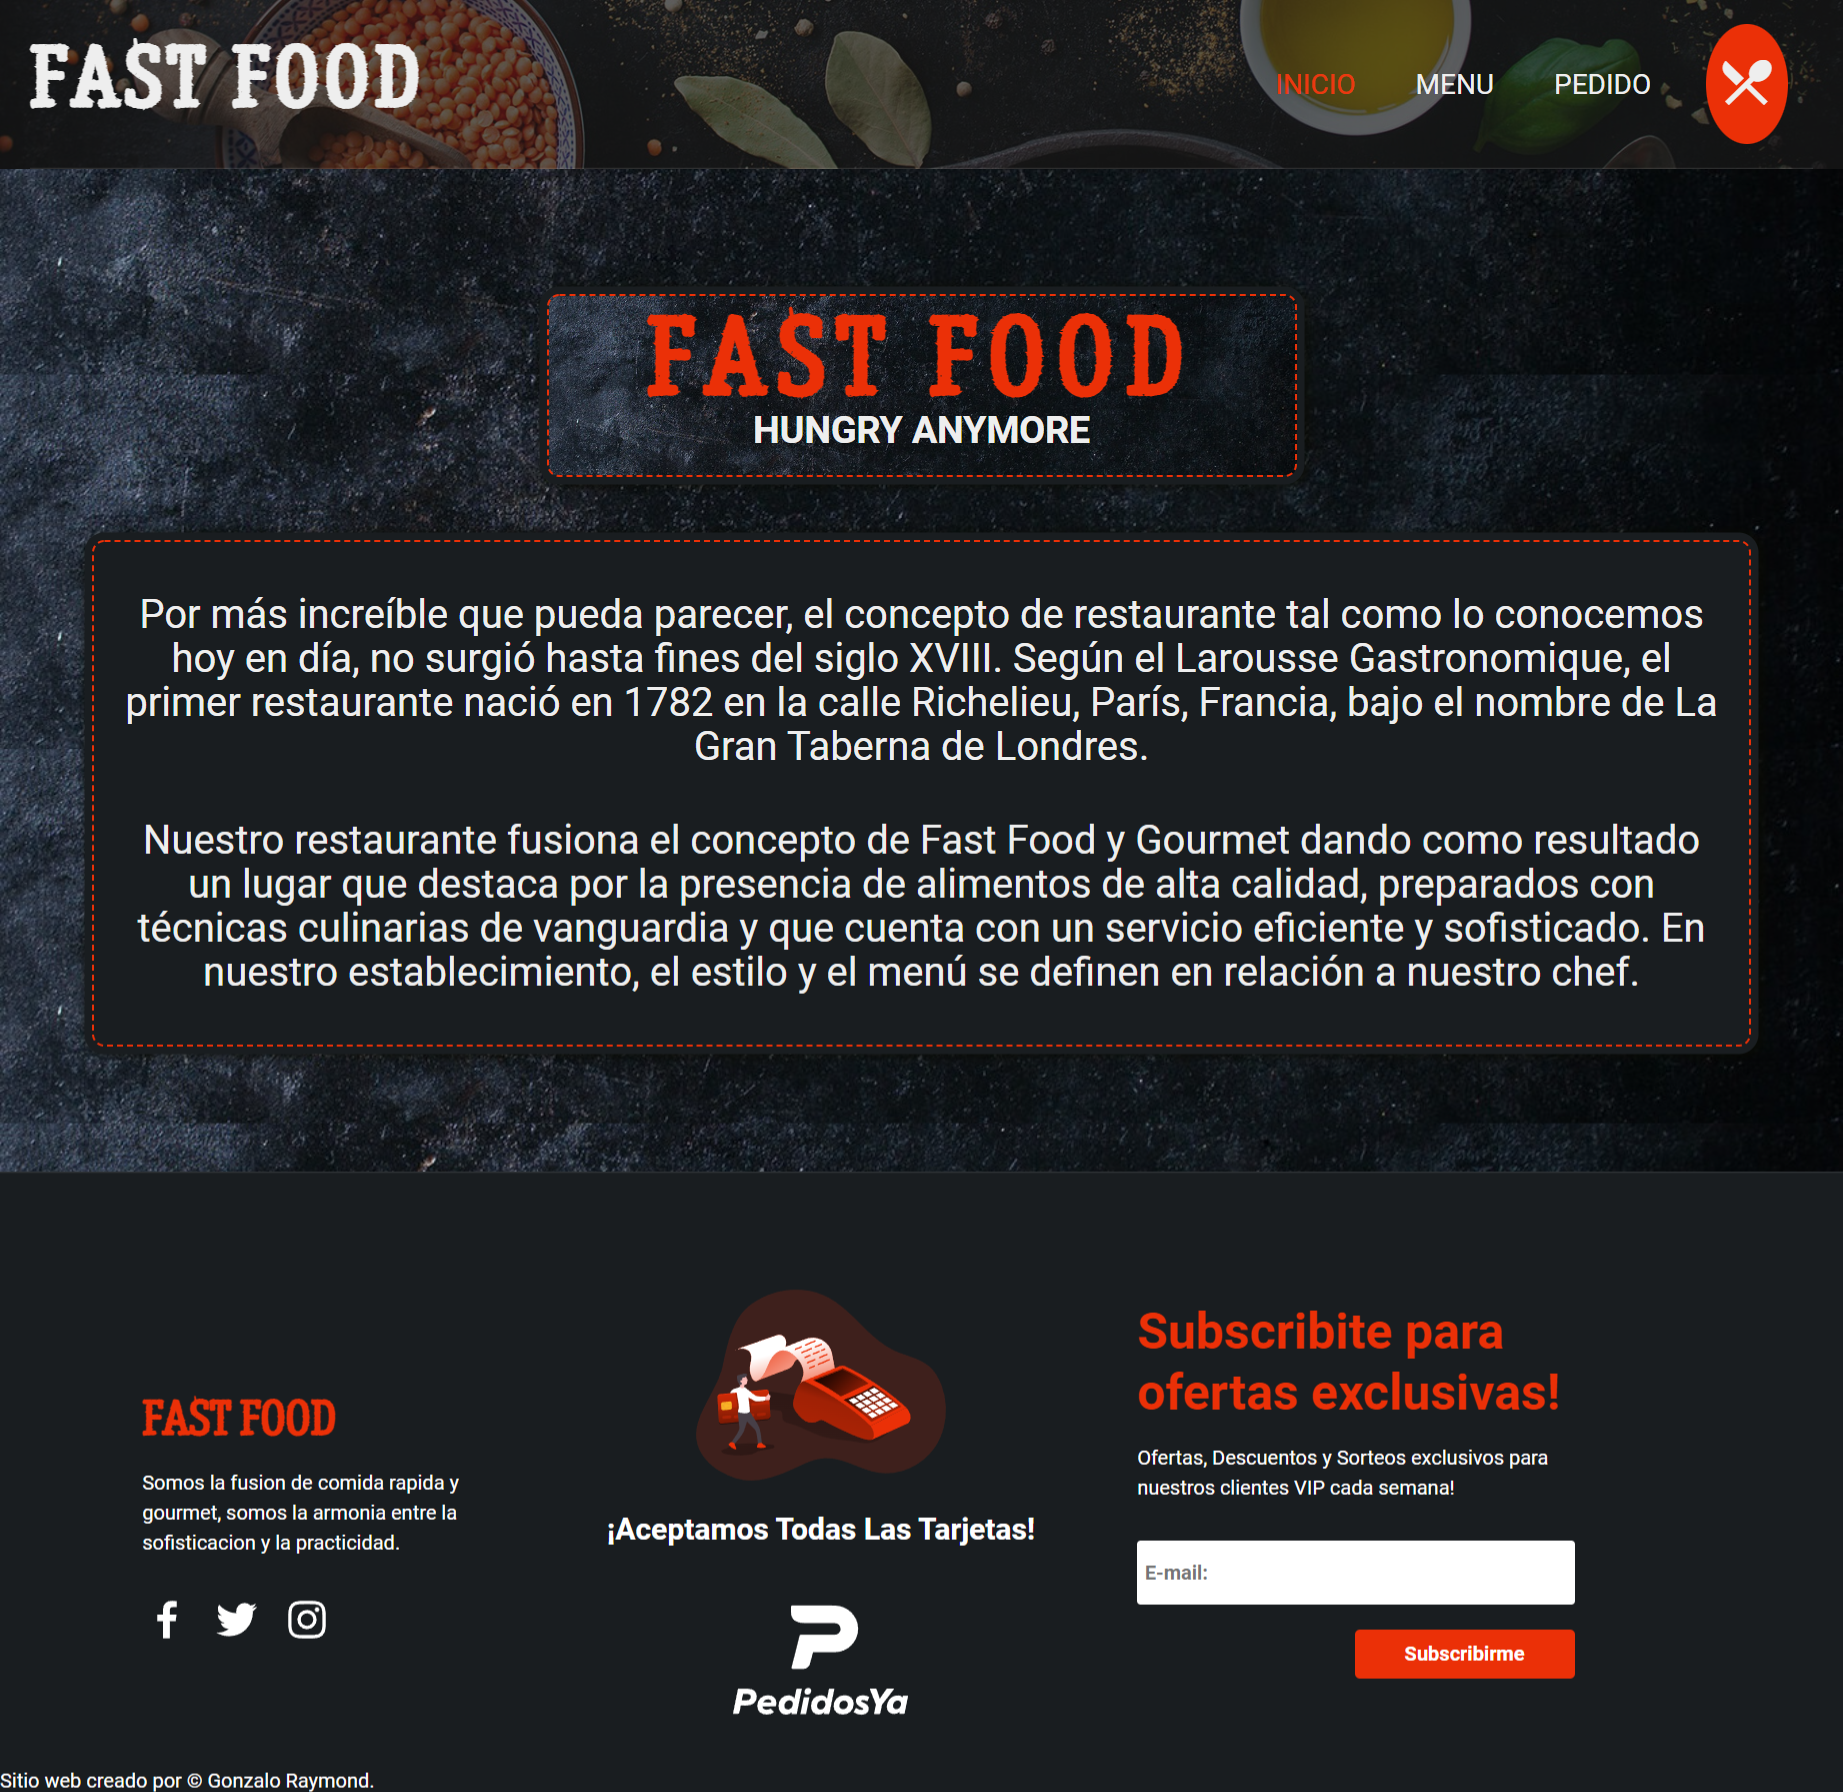 FAST FOOD
INICIO MENU PEDIDO
FAST FOOD
HUNGRY ANYMORE
Por más increíble que pueda parecer, el concepto de restaurante tal como lo conocemos
hoy en día, no surgió hasta fines del siglo XVIII. Según el Larousse Gastronomique, el
primer restaurante nació en 1782 en la calle Richelieu, París, Francia, bajo el nombre de La
Gran Taberna de Londres.
Nuestro restaurante fusiona el concepto de Fast Food y Gourmet dando como resultado
un lugar que destaca por la presencia de alimentos de alta calidad, preparados con
técnicas culinarias de vanguardia y que cuenta con un servicio eficiente y sofisticado. En
nuestro establecimiento, el estilo y el menú se definen en relación a nuestro chef.
FAST FOOD
Somos la fusion de comida rapida y
gourmet, somos la armonia entre la
sofisticacion y la practicidad.
¡Aceptamos Todas Las Tarjetas!
PedidosYa
Subscribite para
ofertas exclusivas!
Ofertas, Descuentos y Sorteos exclusivos para
nuestros clientes VIP cada semana!
E-mail:
Subscribirme
Sitio web creado por © Gonzalo Raymond.